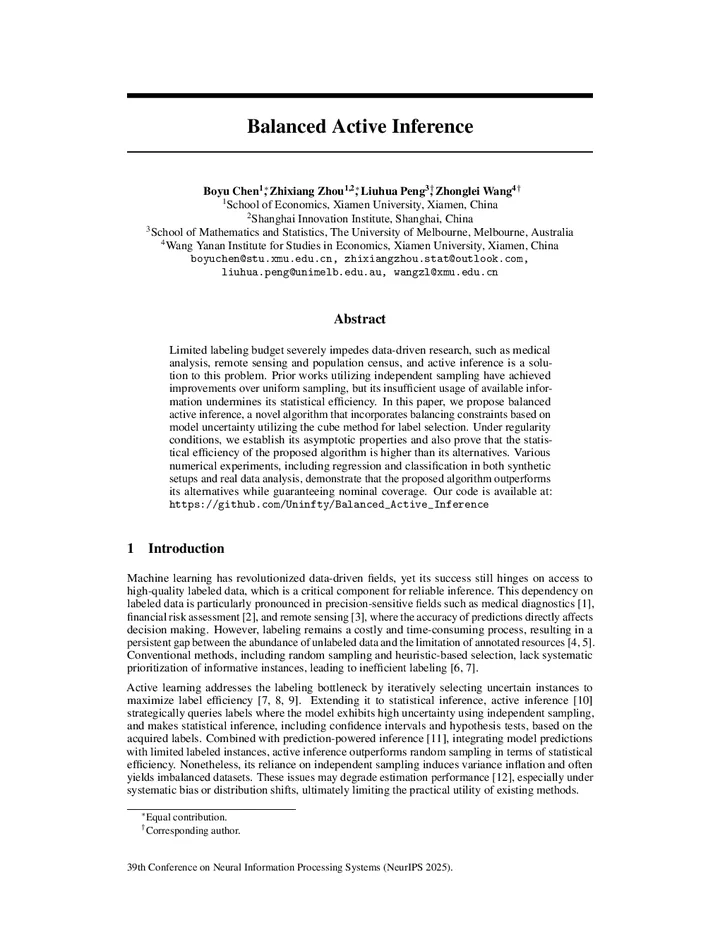 Balanced Active Inference
Boyu Chen1,* Zhixiang Zhou1,2,* Liuhua Peng3,† Zhonglei Wang4†
1School of Economics, Xiamen University, Xiamen, China
2Shanghai Innovation Institute, Shanghai, China
3School of Mathematics and Statistics, The University of Melbourne, Melbourne, Australia
4Wang Yanan Institute for Studies in Economics, Xiamen University, Xiamen, China
boyuchen@stu.xmu.edu.cn, zhixiangzhou.stat@outlook.com,
liuhua.peng@unimelb.edu.au, wangzl@xmu.edu.cn
Abstract
Limited labeling budget severely impedes data-driven research, such as medical
analysis, remote sensing and population census, and active inference is a solu-
tion to this problem. Prior works utilizing independent sampling have achieved
improvements over uniform sampling, but its insufficient usage of available infor-
mation undermines its statistical efficiency. In this paper, we propose balanced
active inference, a novel algorithm that incorporates balancing constraints based on
model uncertainty utilizing the cube method for label selection. Under regularity
conditions, we establish its asymptotic properties and also prove that the statis-
tical efficiency of the proposed algorithm is higher than its alternatives. Various
numerical experiments, including regression and classification in both synthetic
setups and real data analysis, demonstrate that the proposed algorithm outperforms
its alternatives while guaranteeing nominal coverage. Our code is available at:
https://github.com/Uninfty/Balanced_Active_Inference
1 Introduction
Machine learning has revolutionized data-driven fields, yet its success still hinges on access to
high-quality labeled data, which is a critical component for reliable inference. This dependency on
labeled data is particularly pronounced in precision-sensitive fields such as medical diagnostics [1],
financial risk assessment [2], and remote sensing [3], where the accuracy of predictions directly affects
decision making. However, labeling remains a costly and time-consuming process, resulting in a
persistent gap between the abundance of unlabeled data and the limitation of annotated resources [4, 5].
Conventional methods, including random sampling and heuristic-based selection, lack systematic
prioritization of informative instances, leading to inefficient labeling [6, 7].
Active learning addresses the labeling bottleneck by iteratively selecting uncertain instances to
maximize label efficiency [7, 8, 9]. Extending it to statistical inference, active inference [10]
strategically queries labels where the model exhibits high uncertainty using independent sampling,
and makes statistical inference, including confidence intervals and hypothesis tests, based on the
acquired labels. Combined with prediction-powered inference [11], integrating model predictions
with limited labeled instances, active inference outperforms random sampling in terms of statistical
efficiency. Nonetheless, its reliance on independent sampling induces variance inflation and often
yields imbalanced datasets. These issues may degrade estimation performance [12], especially under
systematic bias or distribution shifts, ultimately limiting the practical utility of existing methods.
*Equal contribution.
†Corresponding author.
39th Conference on Neural Information Processing Systems (NeurIPS 2025).